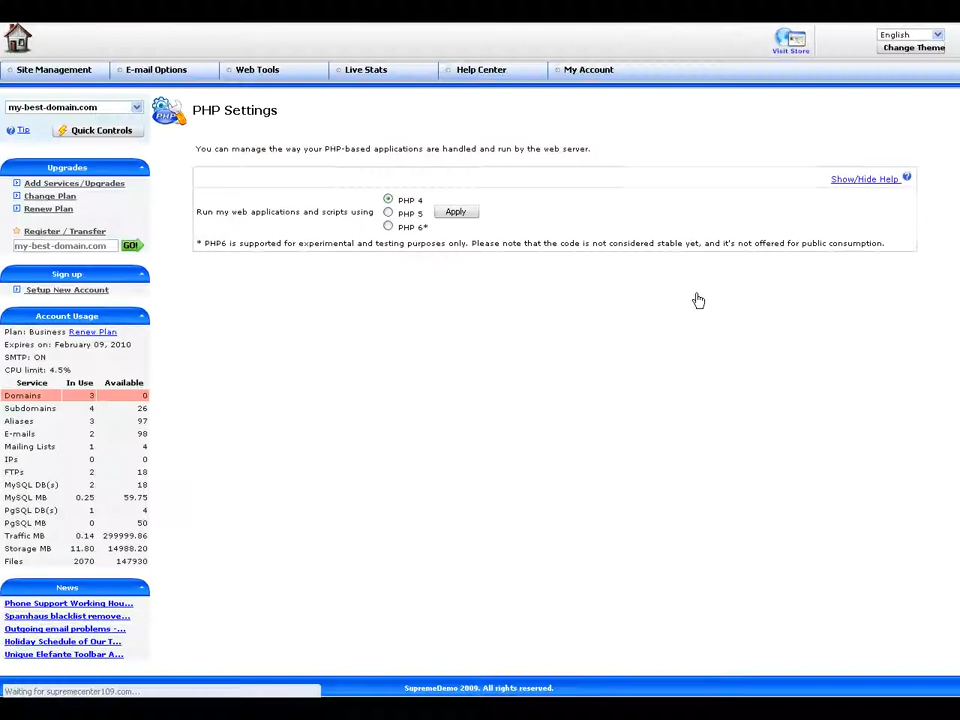 Visit Store
English
Change Theme
Site Management
E-mail Options
Web Tools
Live Stats
Help Center
My Account
my-best-domain.com
Tip
Quick Controls
PHP
PHP Settings
You can manage the way your PHP-based applications are handled and run by the web server.
Show/Hide Help
Run my web applications and scripts using
PHP 4
PHP 5
PHP 6*
Apply
* PHP6 is supported for experimental and testing purposes only. Please note that the code is not considered stable yet, and it's not offered for public consumption.
Upgrades
Add Services/Upgrades
Change Plan
Renew Plan
Register / Transfer
my-best-domain.com GO!
Sign up
Setup New Account
Account Usage
Plan: Business Renew Plan
Expires on: February 09, 2010
SMTP: ON
CPU limit: 4.5%
Service In Use Available
Domains 3 0
Subdomains 4 26
Aliases 3 97
E-mails 2 98
Mailing Lists 1 4
IPs 0 0
FTPs 2 18
MySQL DB(s) 2 18
MySQL MB 0.25 59.75
PgSQL DB(s) 1 4
PgSQL MB 0 50
Traffic MB 0.14 299999.86
Storage MB 11.80 14988.20
Files 2070 147930
News
Phone Support Working Hou...
Spamhaus blacklist remove...
Outgoing email problems -...
Holiday Schedule of Our T...
Unique Elefante Toolbar A...
Waiting for supremecenter109.com...
SupremeDemo 2009. All rights reserved.